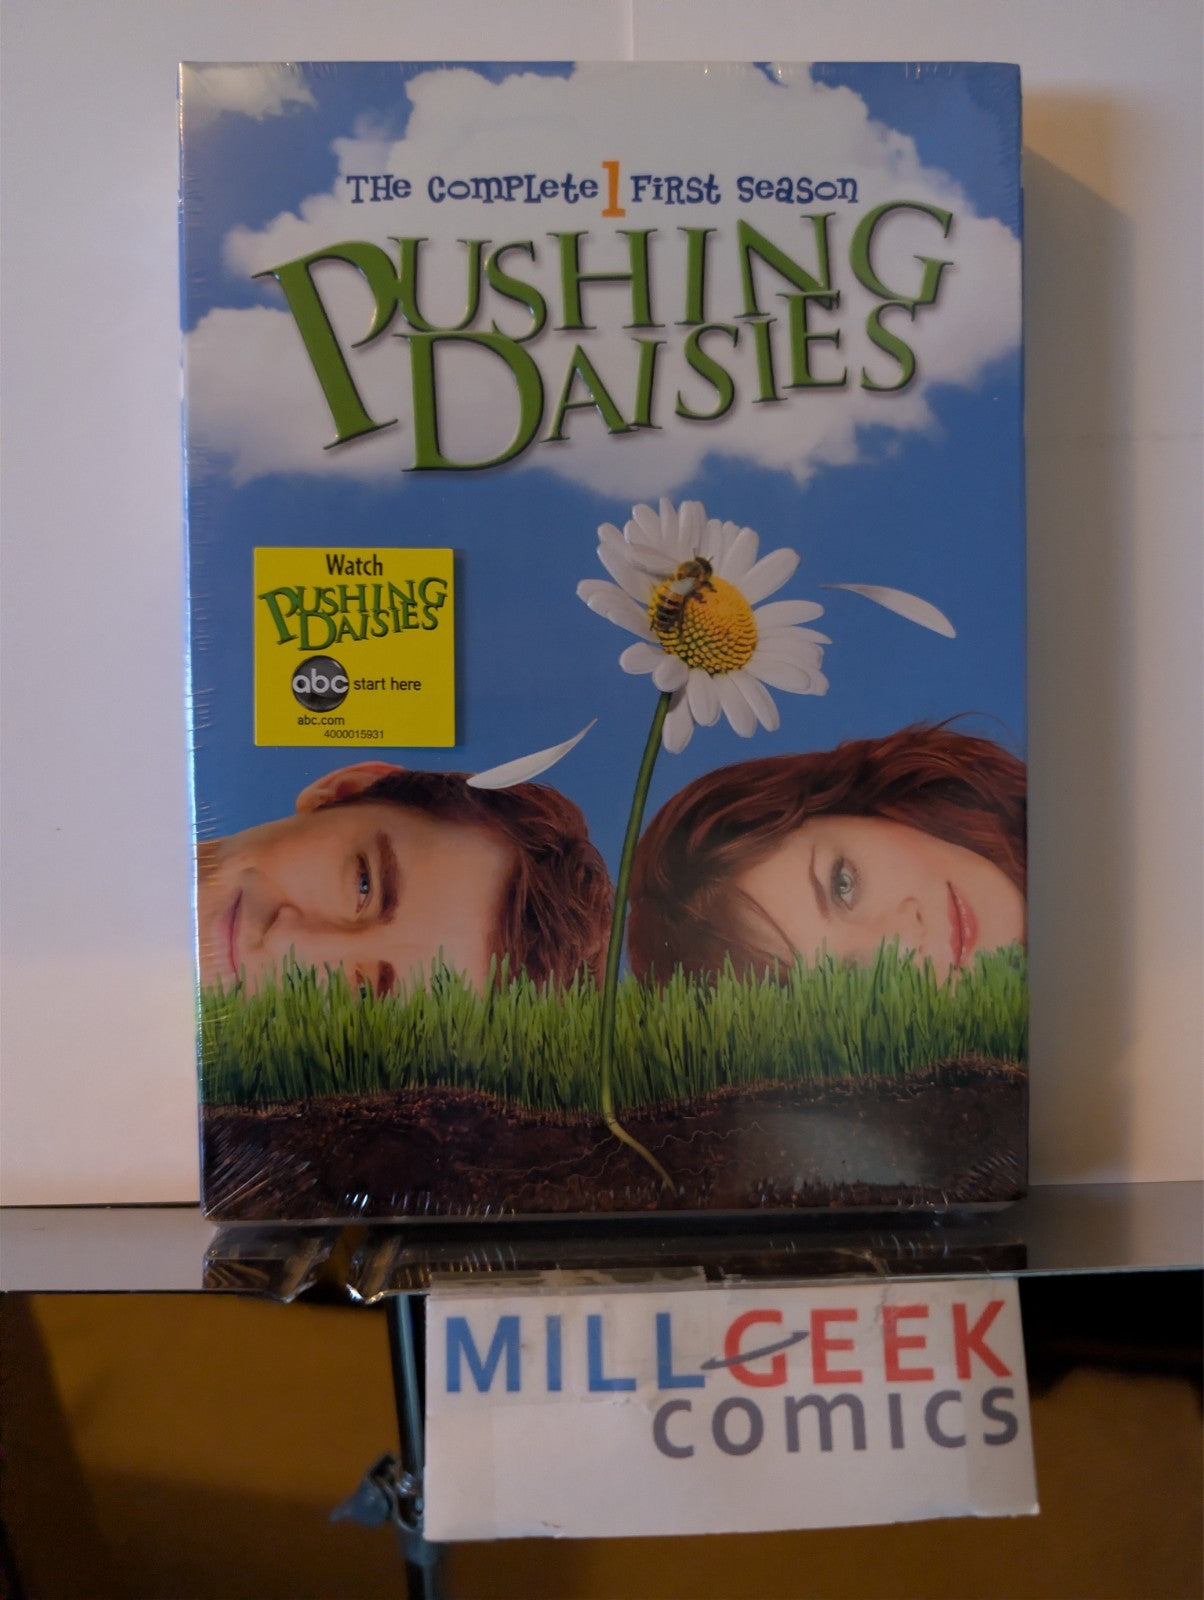 THe comPLete 1 FiRSt Season
PUSHING
DAISIES
Watch
PUSHING
DAISIES
abc start here
abc.com
4000015931
MILLGEEK
comics